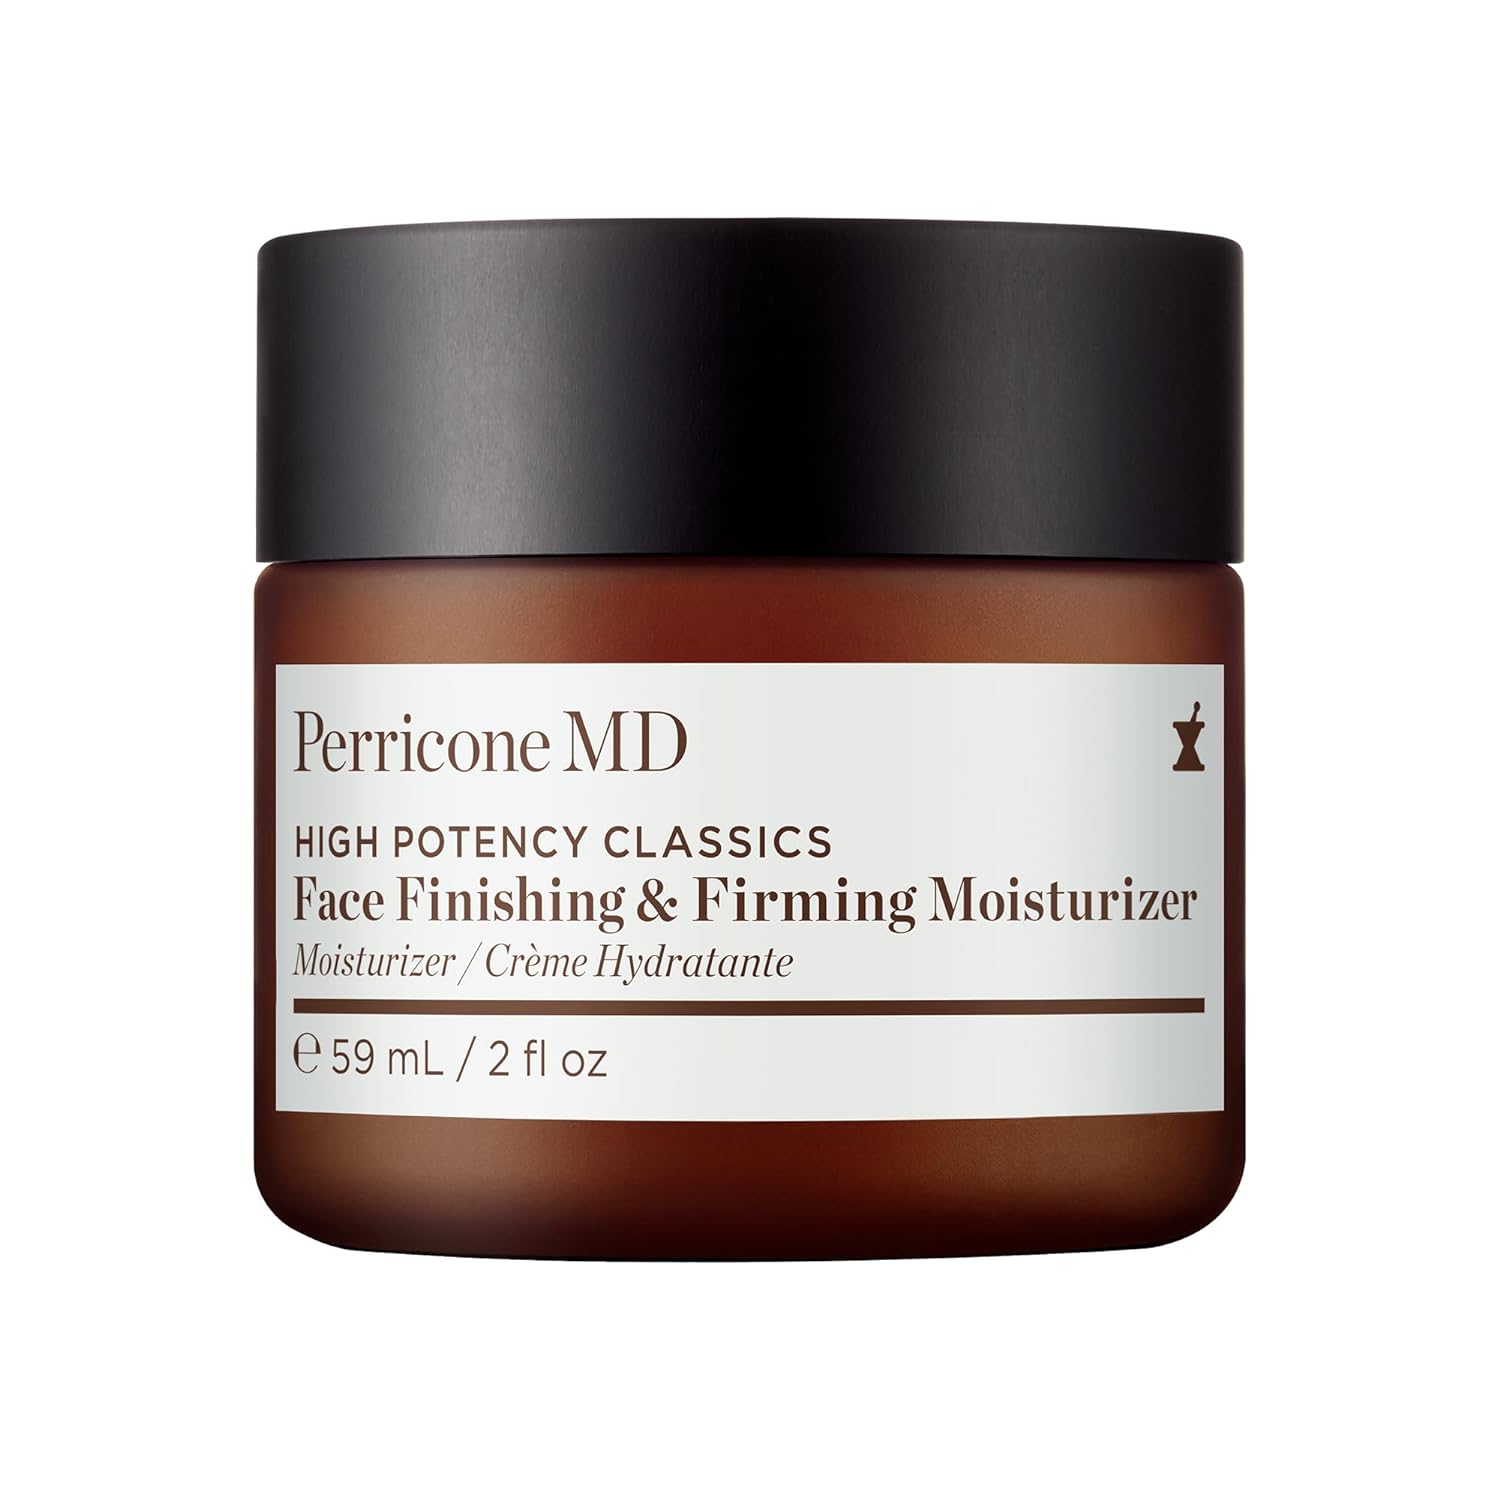 Perricone MD
HIGH POTENCY CLASSICS
Face Finishing & Firming Moisturizer
Moisturizer / Crème Hydratante
℮ 59 mL / 2 fl oz